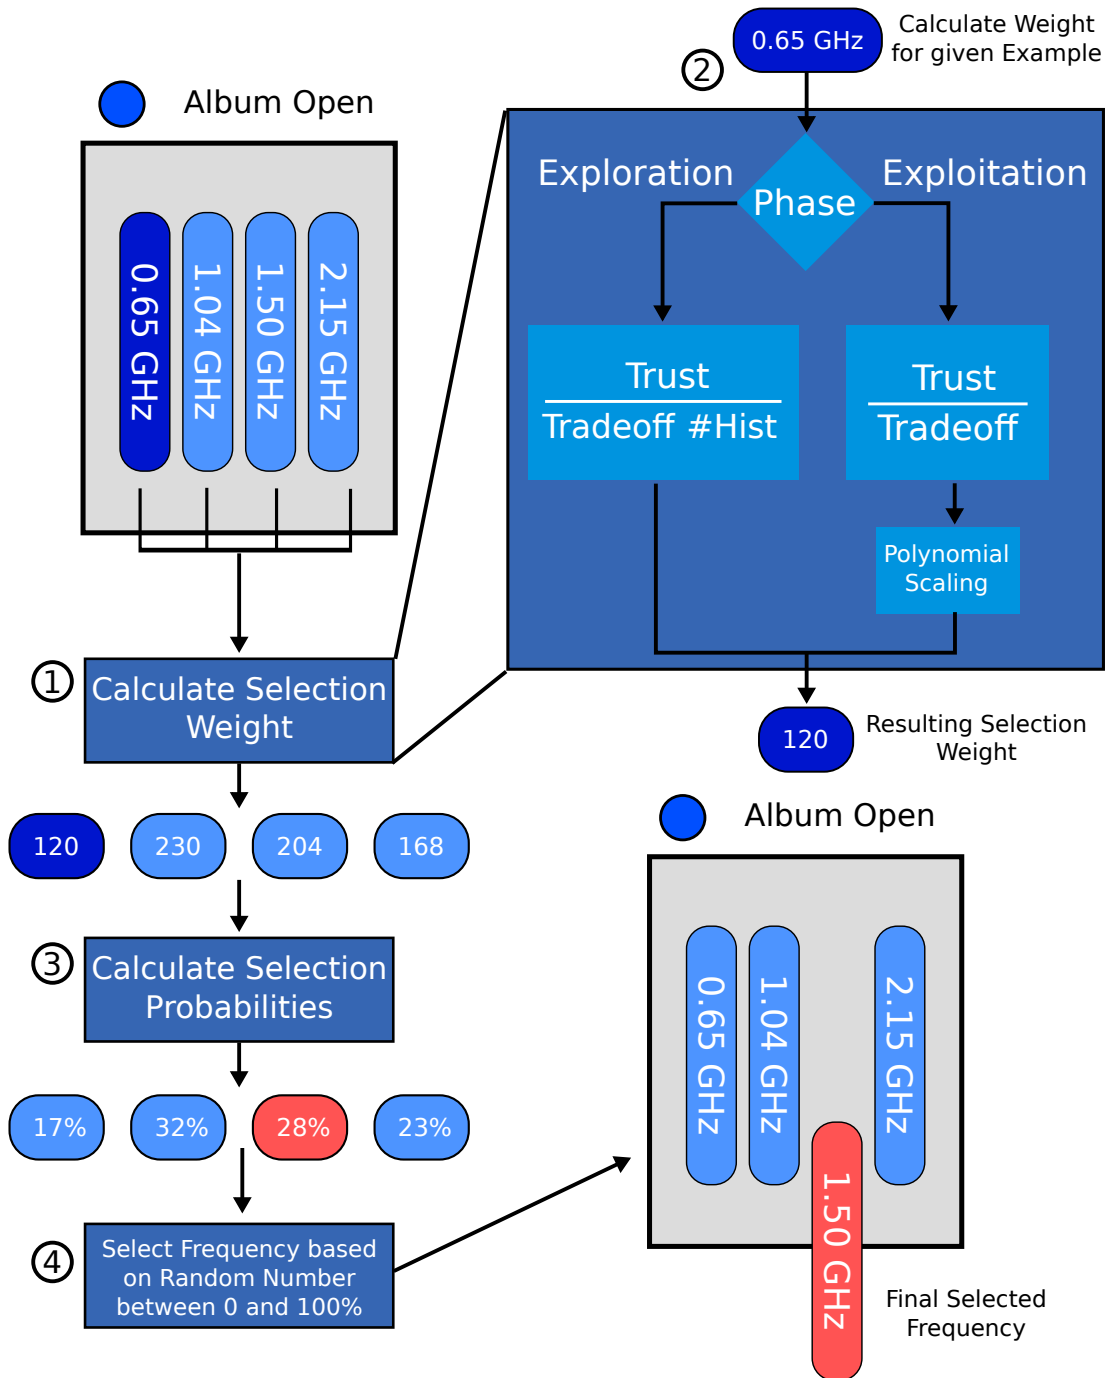 Album Open
0.65 GHz
1.04 GHz
1.50 GHz
2.15 GHz
1
Calculate Selection
Weight
120
230
204
168
3
Calculate Selection
Probabilities
17%
32%
28%
23%
4
Select Frequency based
on Random Number
between 0 and 100%
2
0.65 GHz
Calculate Weight
for given Example
Exploration
Phase
Exploitation
Trust
Tradeoff #Hist
Trust
Tradeoff
Polynomial
Scaling
120
Resulting Selection
Weight
Album Open
0.65 GHz
1.04 GHz
1.50 GHz
2.15 GHz
Final Selected
Frequency